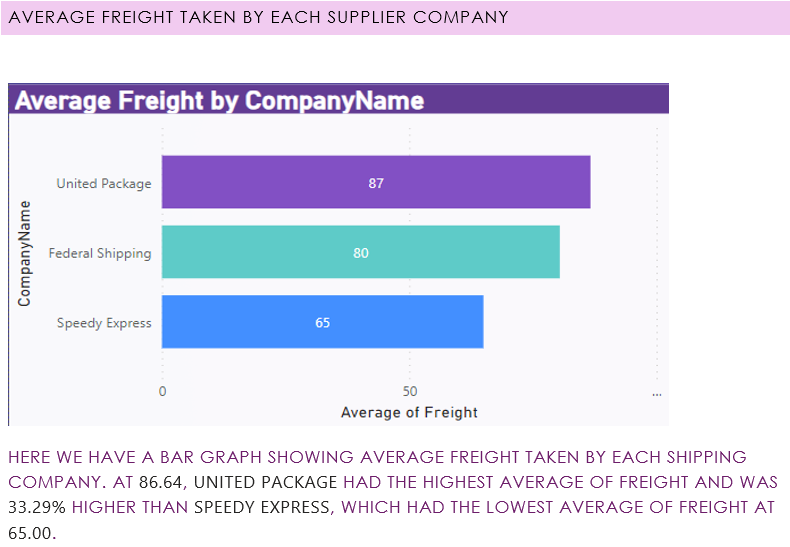 AVERAGE FREIGHT TAKEN BY EACH SUPPLIER COMPANY
Average Freight by CompanyName
CompanyName
United Package
87
Federal Shipping
80
Speedy Express
65
0
50
...
Average of Freight
HERE WE HAVE A BAR GRAPH SHOWING AVERAGE FREIGHT TAKEN BY EACH SHIPPING
COMPANY. AT 86.64, UNITED PACKAGE HAD THE HIGHEST AVERAGE OF FREIGHT AND WAS
33.29% HIGHER THAN SPEEDY EXPRESS, WHICH HAD THE LOWEST AVERAGE OF FREIGHT AT
65.00.